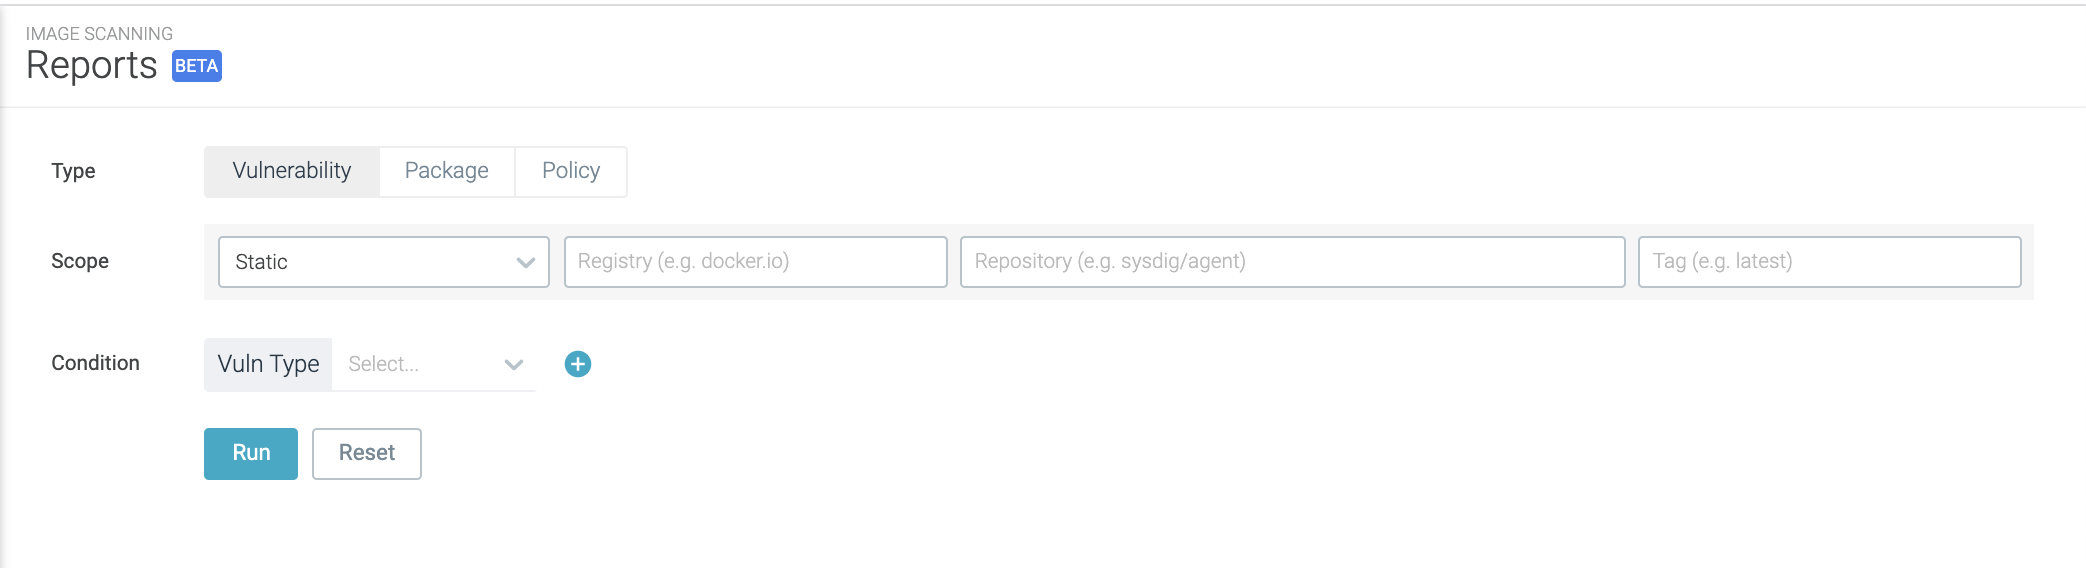 IMAGE SCANNING
Reports BETA
Type Vulnerability Package Policy
Scope Static Registry (e.g. docker.io) Repository (e.g. sysdig/agent) Tag (e.g. latest)
Condition Vuln Type Select...
Run Reset